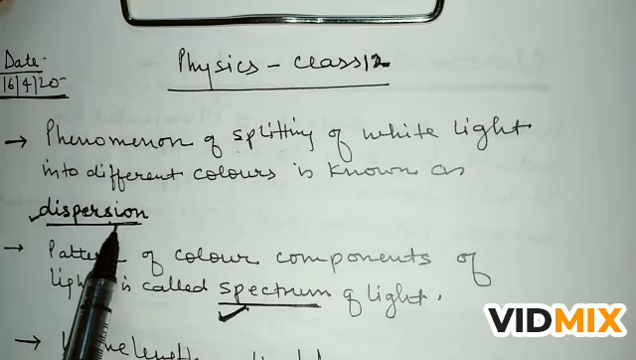 Date-
16/4/20-
Physics - class 12
→ Phenomenon of splitting of white light
into different colours is known as
dispersion
→ of colour components of
is called spectrum of light.
→
VIDMIX